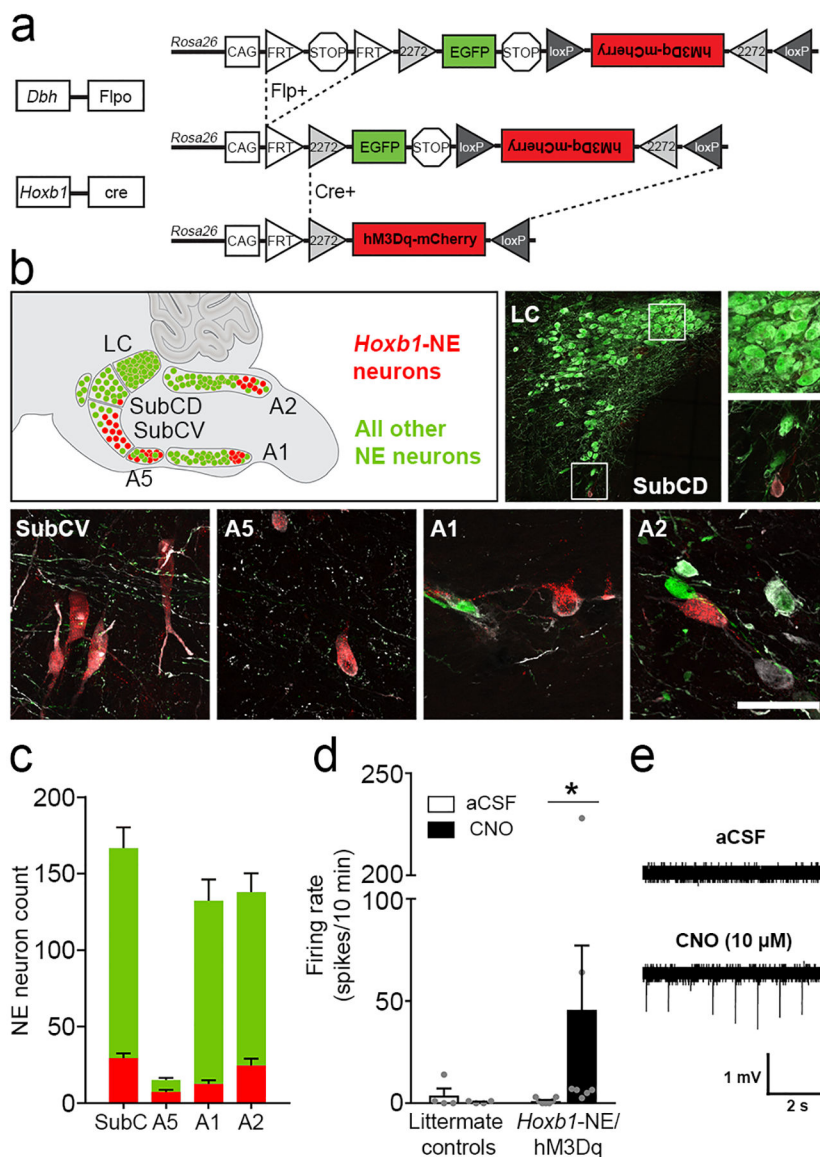 a
Rosa26 CAG FRT STOP FRT 2272 EGFP STOP loxP hM3Dq-mCherry 2272 loxP
Dbh Flpo
Flp+
Rosa26 CAG FRT 2272 EGFP STOP loxP hM3Dq-mCherry 2272 loxP
Hoxb1 cre
Cre+
Rosa26 CAG FRT 2272 hM3Dq-mCherry loxP
b
LC
SubCD
SubCV
A5
A2
A1
Hoxb1-NE
neurons
All other
NE neurons
LC
SubCD
SubCV
A5
A1
A2
c
NE neuron count
200
150
100
50
0
SubC A5 A1 A2
d
Firing rate
(spikes/10 min)
250
200
100
50
0
aCSF
CNO
*
Littermate
controls
Hoxb1-NE/
hM3Dq
e
aCSF
CNO (10 µM)
1 mV
2 s